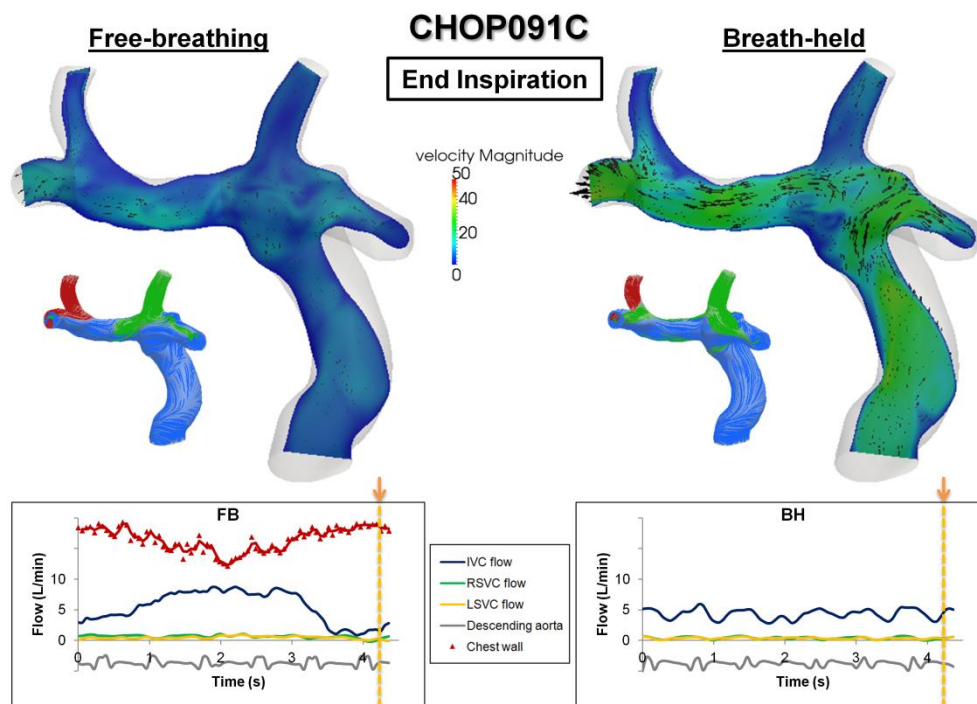 CHOP091C
Free-breathing
Breath-held
End Inspiration
velocity Magnitude
50
40
20
0
FB
Flow (L/min)
10
5
0
0 1 2 3 4
Time (s)
IVC flow
RSVC flow
LSVC flow
Descending aorta
Chest wall
BH
Flow (L/min)
10
5
0
0 1 2 3 4
Time (s)